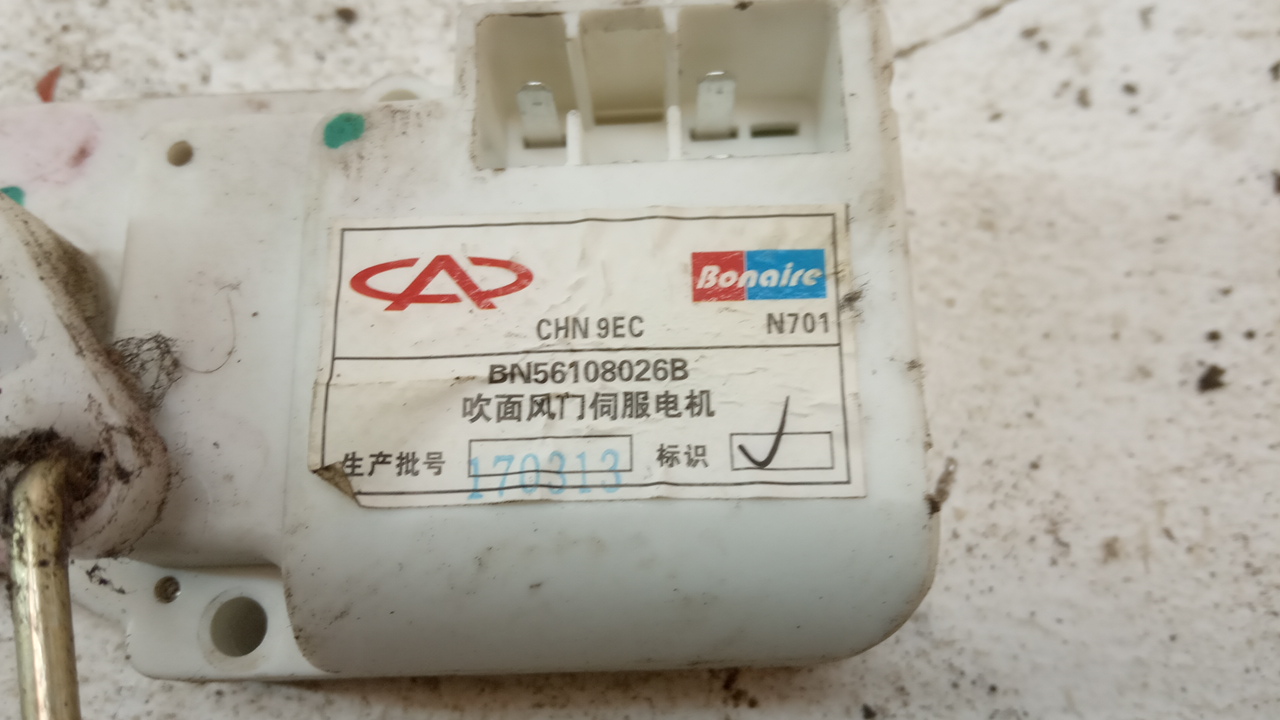 Bonaire
CHN 9EC N701
BN56108026B
吹面风门伺服电机
生产批号 170313 标识